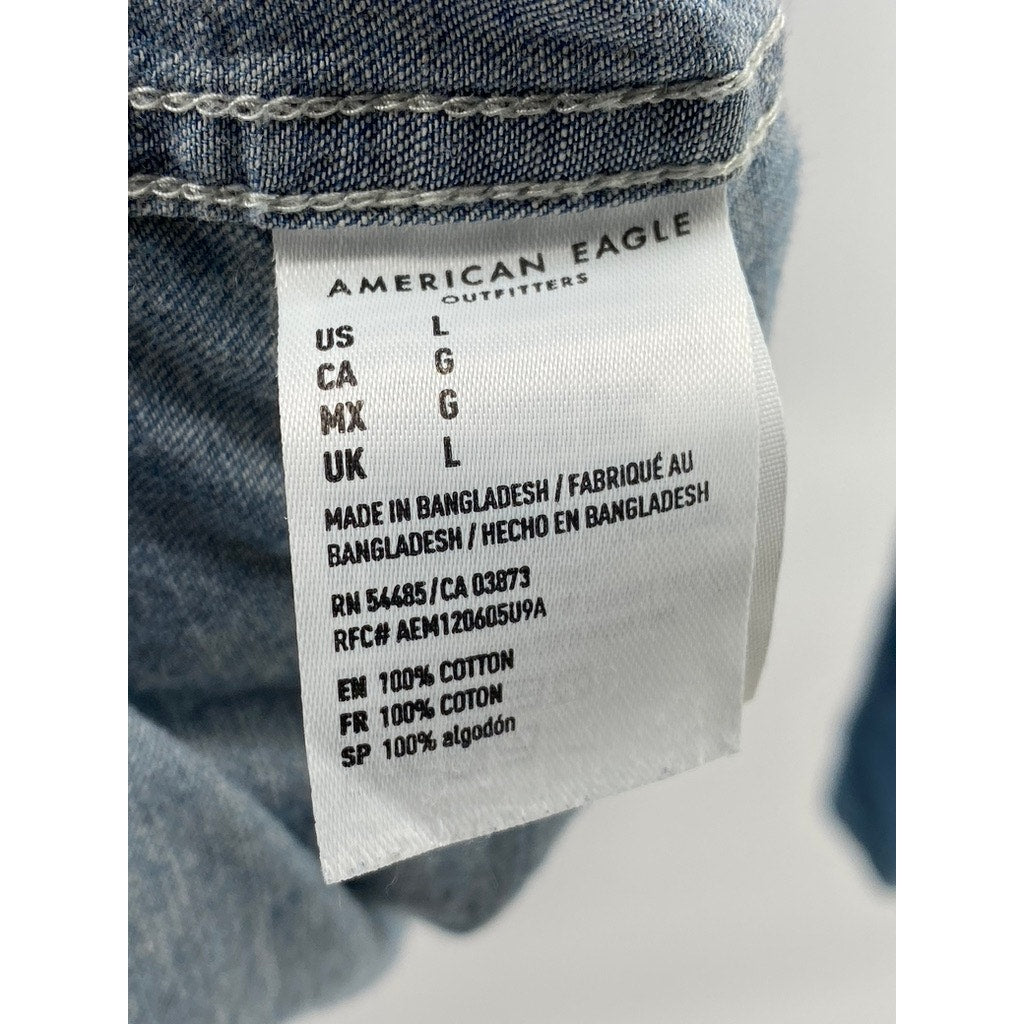 AMERICAN EAGLE
OUTFITTERS
US L
CA G
MX G
UK L
MADE IN BANGLADESH / FABRIQUÉ AU
BANGLADESH / HECHO EN BANGLADESH
RN 54485/CA 03873
RFC# AEM120605U9A
EN 100% COTTON
FR 100% COTON
SP 100% algodón